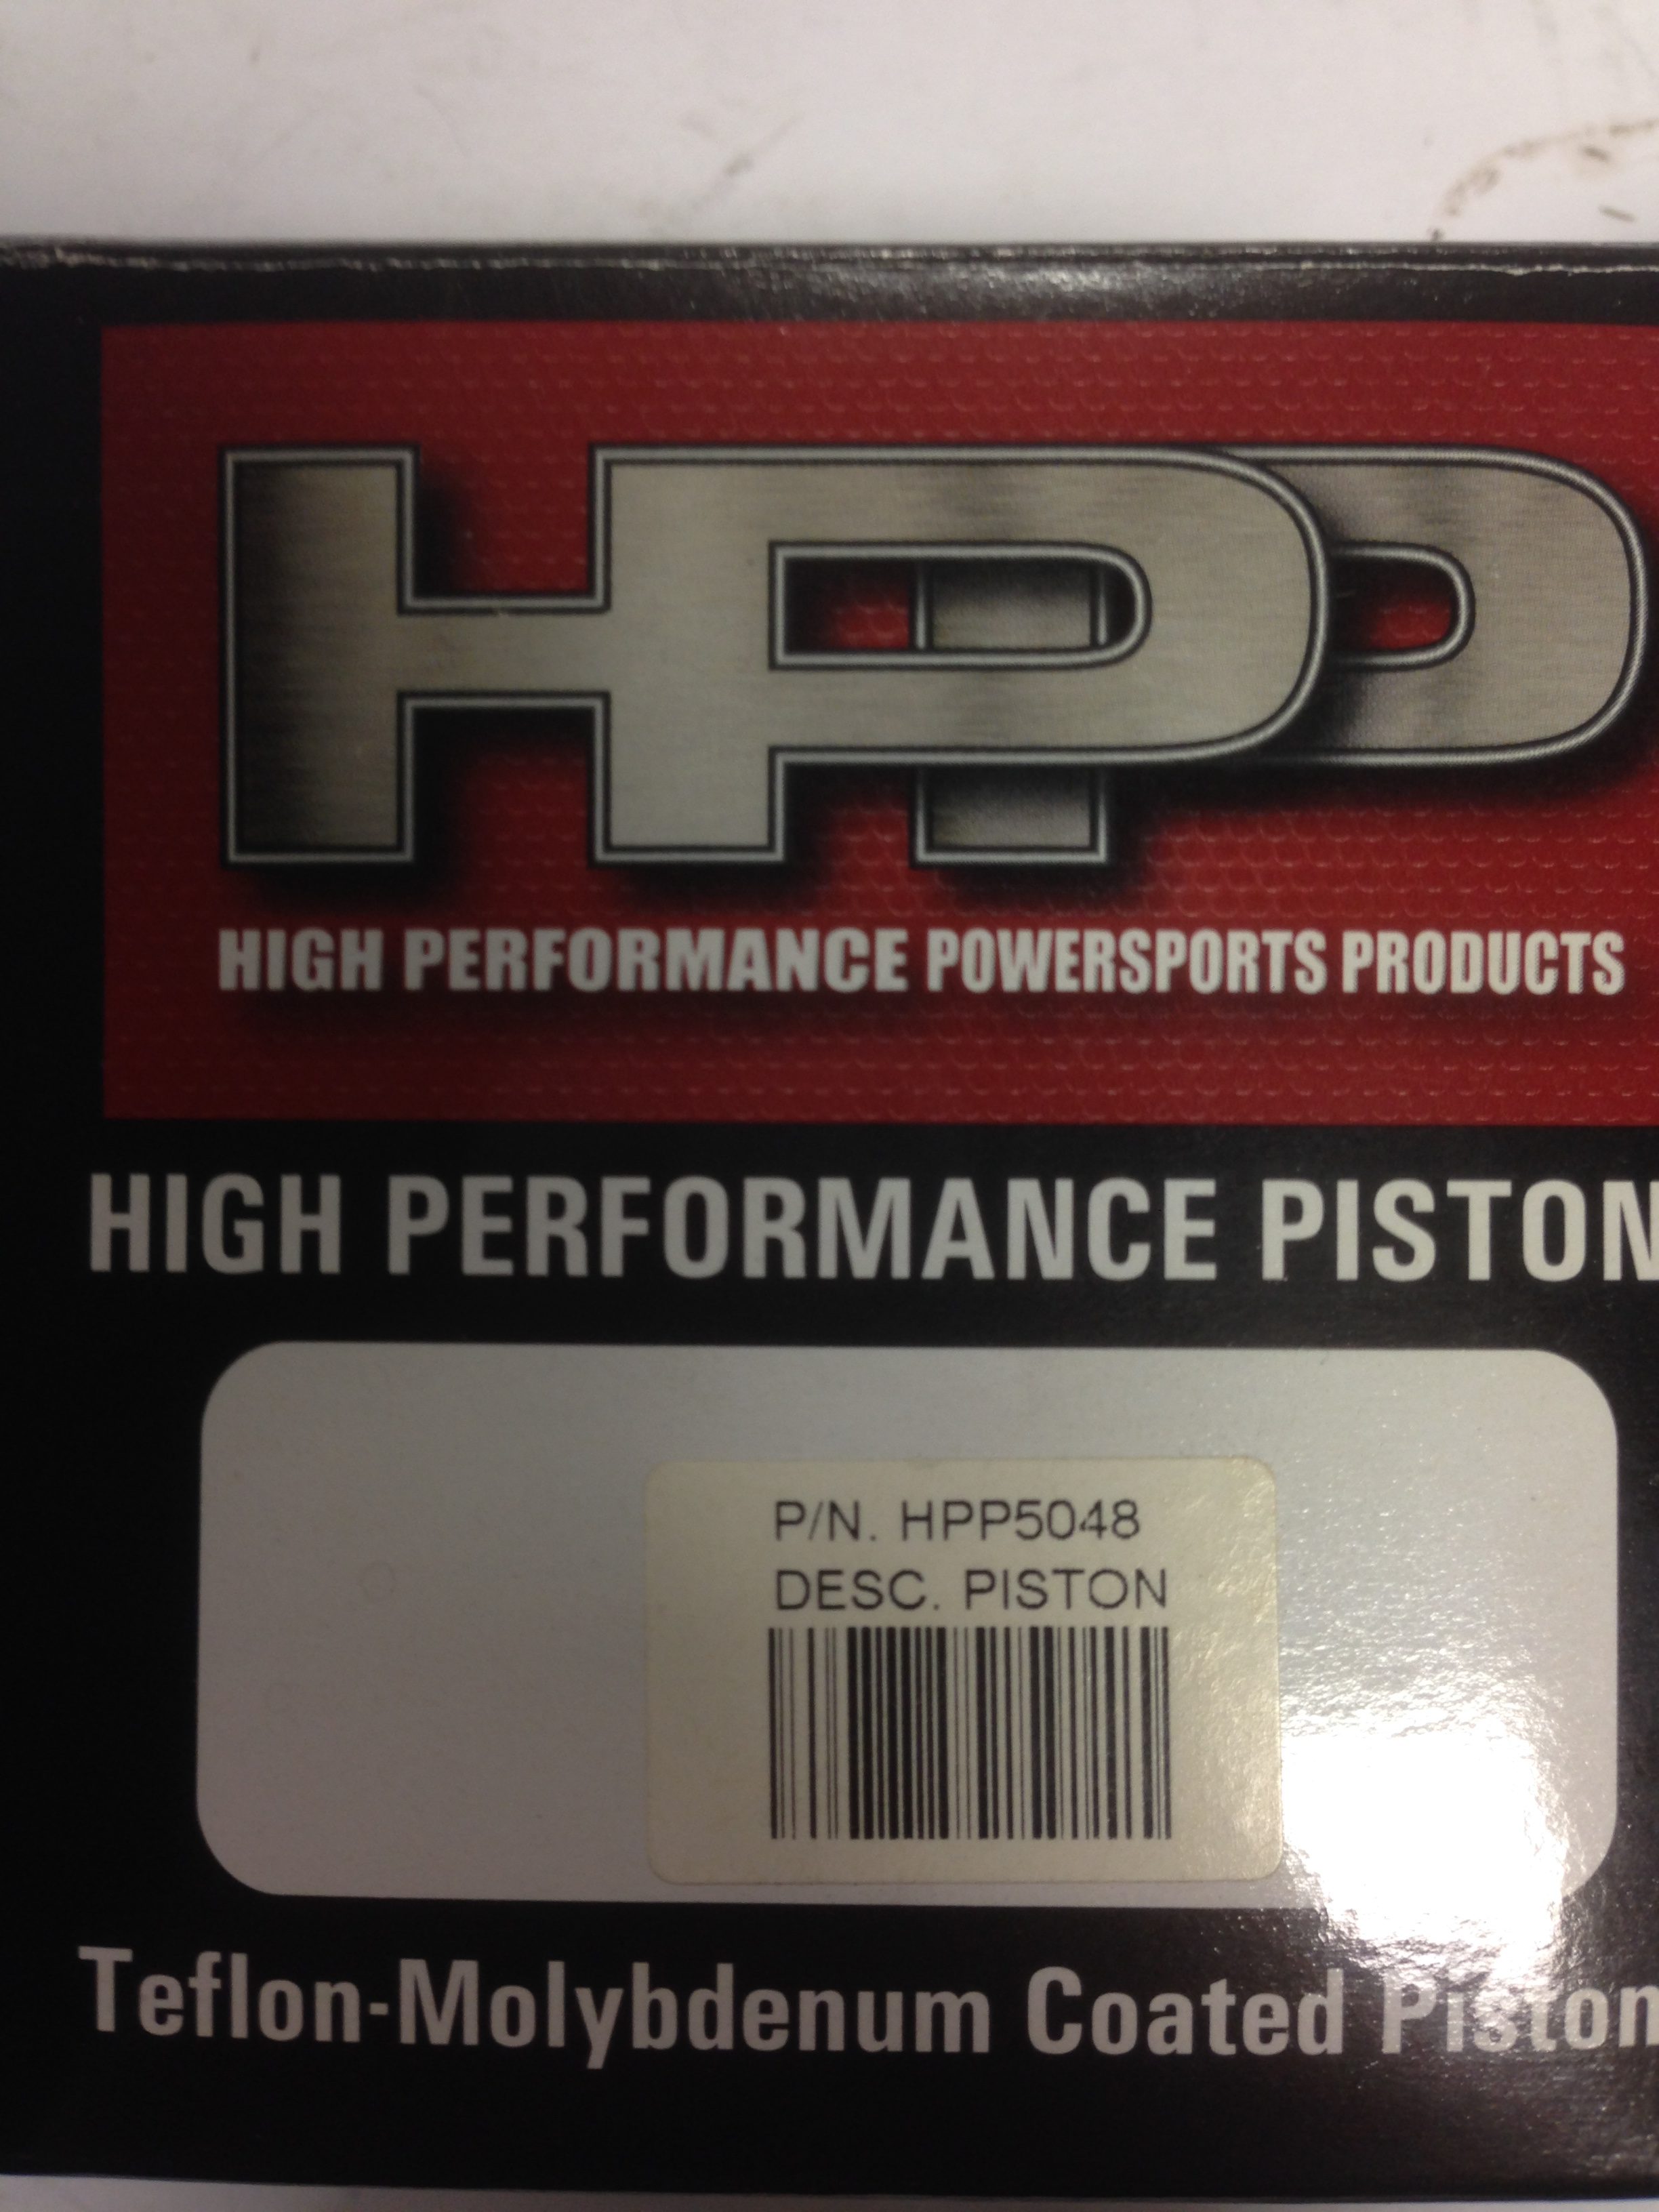 HPP
HIGH PERFORMANCE POWERSPORTS PRODUCTS
HIGH PERFORMANCE PISTON
P/N. HPP5048
DESC. PISTON
Teflon-Molybdenum Coated Piston